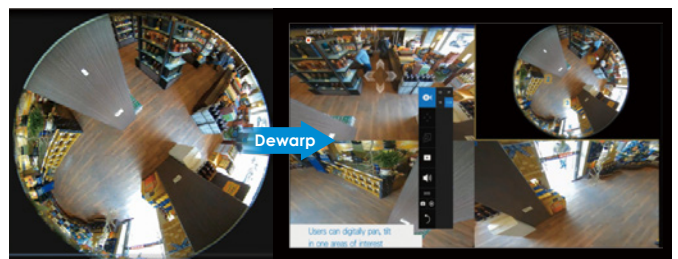 Dewarp
Users can digitally pan, tilt
in one areas of interest